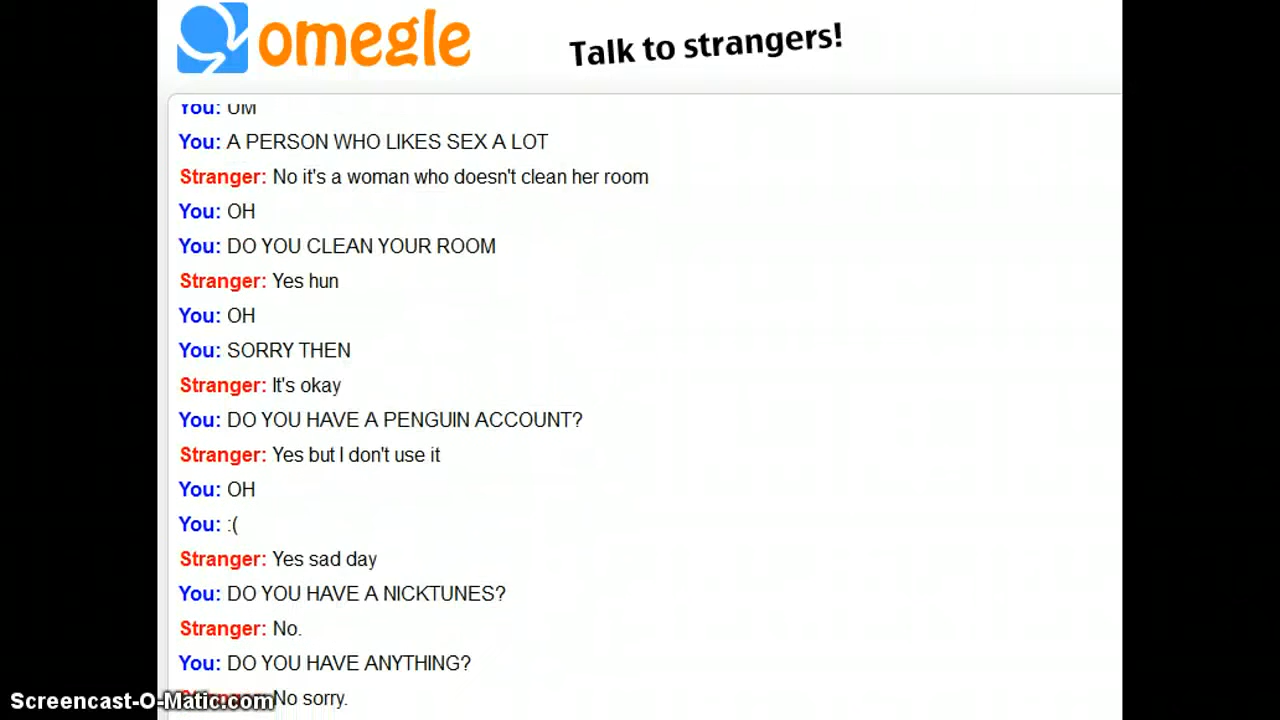 omegle
Talk to strangers!
You: UM
You: A PERSON WHO LIKES SEX A LOT
Stranger: No it's a woman who doesn't clean her room
You: OH
You: DO YOU CLEAN YOUR ROOM
Stranger: Yes hun
You: OH
You: SORRY THEN
Stranger: It's okay
You: DO YOU HAVE A PENGUIN ACCOUNT?
Stranger: Yes but I don't use it
You: OH
You: :(
Stranger: Yes sad day
You: DO YOU HAVE A NICKTUNES?
Stranger: No.
You: DO YOU HAVE ANYTHING?
No sorry.
Screencast-O-Matic.com